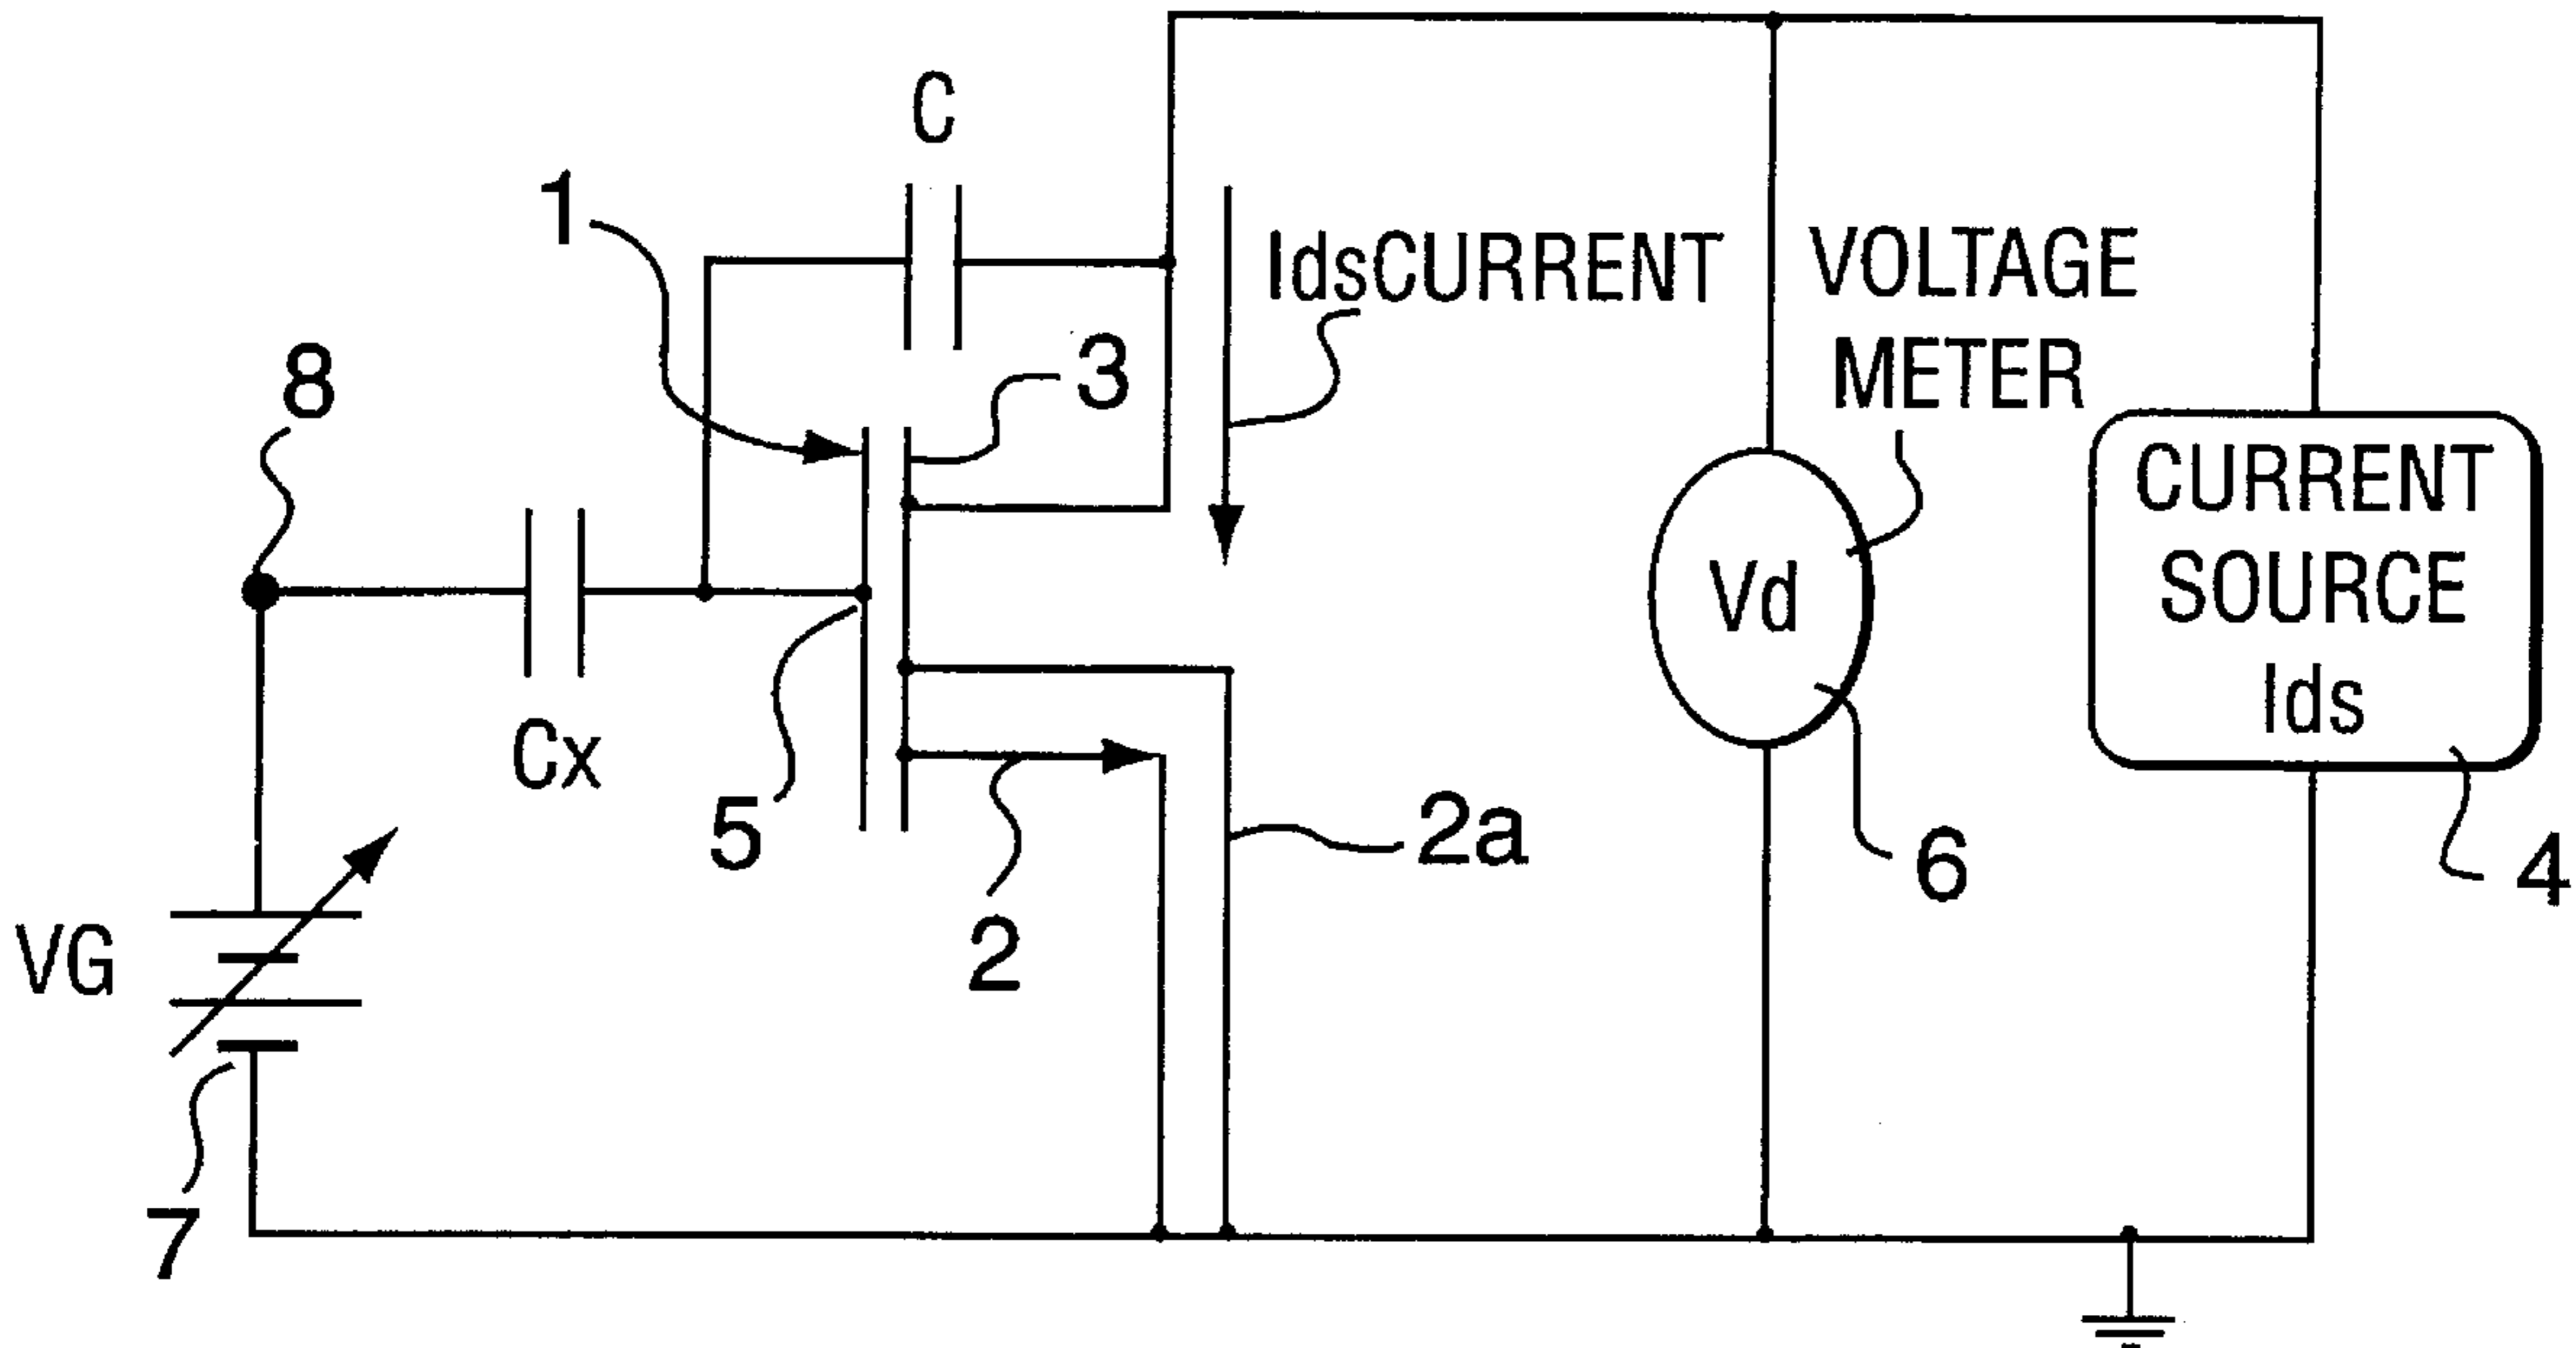 C
1
IdsCURRENT
VOLTAGE
METER
3
8
CURRENT
SOURCE
Ids
Vd
Cx
5
2a
6
4
2
VG
7